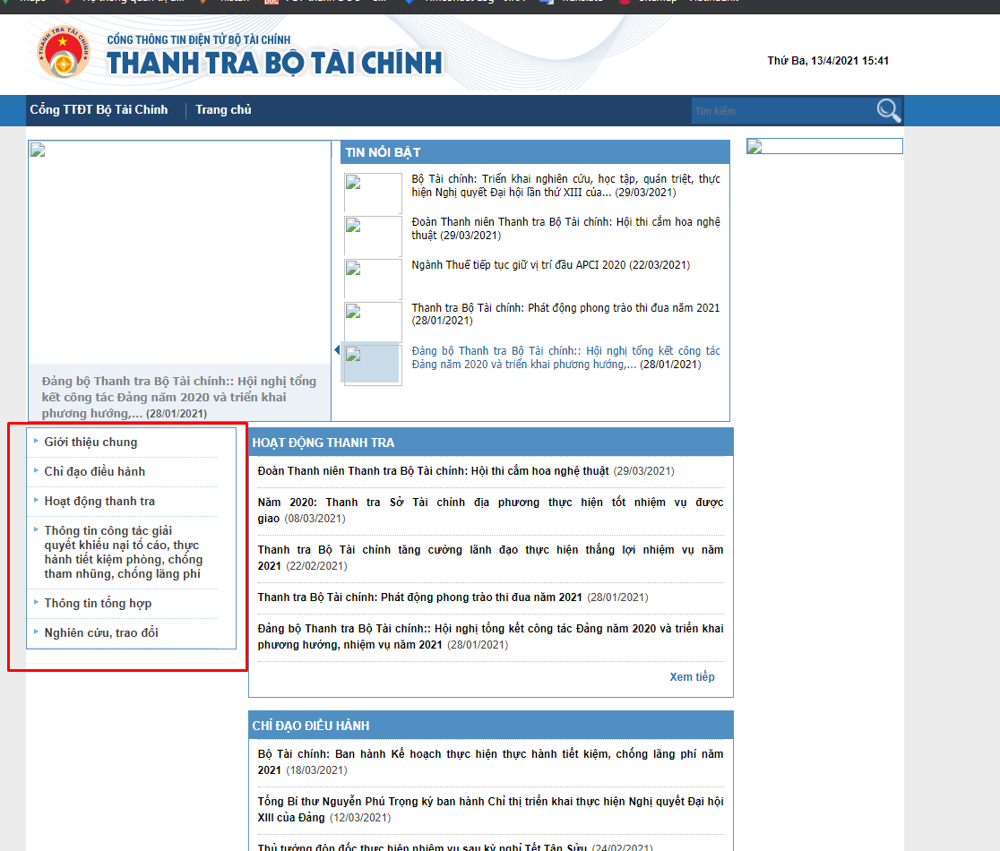 CỔNG THÔNG TIN ĐIỆN TỬ BỘ TÀI CHÍNH
THANH TRA BỘ TÀI CHÍNH
THANH TRA TÀI CHÍNH
Thứ Ba, 13/4/2021 15:41
Cổng TTĐT Bộ Tài Chính
Trang chủ
Tìm kiếm
Đảng bộ Thanh tra Bộ Tài chính:: Hội nghị tổng
kết công tác Đảng năm 2020 và triển khai
phương hướng,... (28/01/2021)
TIN NỔI BẬT
Bộ Tài chính: Triển khai nghiên cứu, học tập, quán triệt, thực
hiện Nghị quyết Đại hội lần thứ XIII của... (29/03/2021)
Đoàn Thanh niên Thanh tra Bộ Tài chính: Hội thi cắm hoa nghệ
thuật (29/03/2021)
Ngành Thuế tiếp tục giữ vị trí đầu APCI 2020 (22/03/2021)
Thanh tra Bộ Tài chính: Phát động phong trào thi đua năm 2021
(28/01/2021)
Đảng bộ Thanh tra Bộ Tài chính:: Hội nghị tổng kết công tác
Đảng năm 2020 và triển khai phương hướng,... (28/01/2021)
Giới thiệu chung
Chỉ đạo điều hành
Hoạt động thanh tra
Thông tin công tác giải
quyết khiếu nại tố cáo, thực
hành tiết kiệm phòng, chống
tham nhũng, chống lãng phí
Thông tin tổng hợp
Nghiên cứu, trao đổi
HOẠT ĐỘNG THANH TRA
Đoàn Thanh niên Thanh tra Bộ Tài chính: Hội thi cắm hoa nghệ thuật (29/03/2021)
Năm 2020: Thanh tra Sở Tài chính địa phương thực hiện tốt nhiệm vụ được
giao (08/03/2021)
Thanh tra Bộ Tài chính tăng cường lãnh đạo thực hiện thắng lợi nhiệm vụ năm
2021 (22/02/2021)
Thanh tra Bộ Tài chính: Phát động phong trào thi đua năm 2021 (28/01/2021)
Đảng bộ Thanh tra Bộ Tài chính:: Hội nghị tổng kết công tác Đảng năm 2020 và triển khai
phương hướng, nhiệm vụ năm 2021 (28/01/2021)
Xem tiếp
CHỈ ĐẠO ĐIỀU HÀNH
Bộ Tài chính: Ban hành Kế hoạch thực hiện thực hành tiết kiệm, chống lãng phí năm
2021 (18/03/2021)
Tổng Bí thư Nguyễn Phú Trọng ký ban hành Chỉ thị triển khai thực hiện Nghị quyết Đại hội
XIII của Đảng (12/03/2021)
Thủ tướng đôn đốc thực hiện nhiệm vụ sau kỳ nghỉ Tết Tân Sửu (24/02/2021)